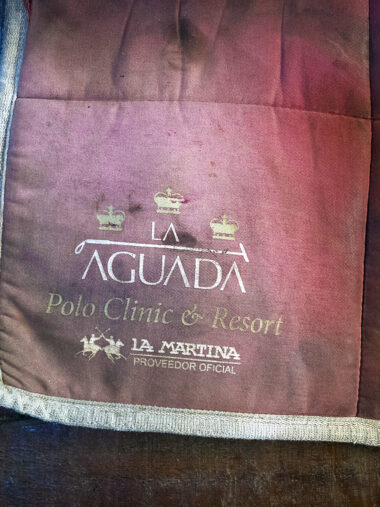 LA
AGUADA
Polo Clinic & Resort
LA MARTINA
PROVEEDOR OFICIAL